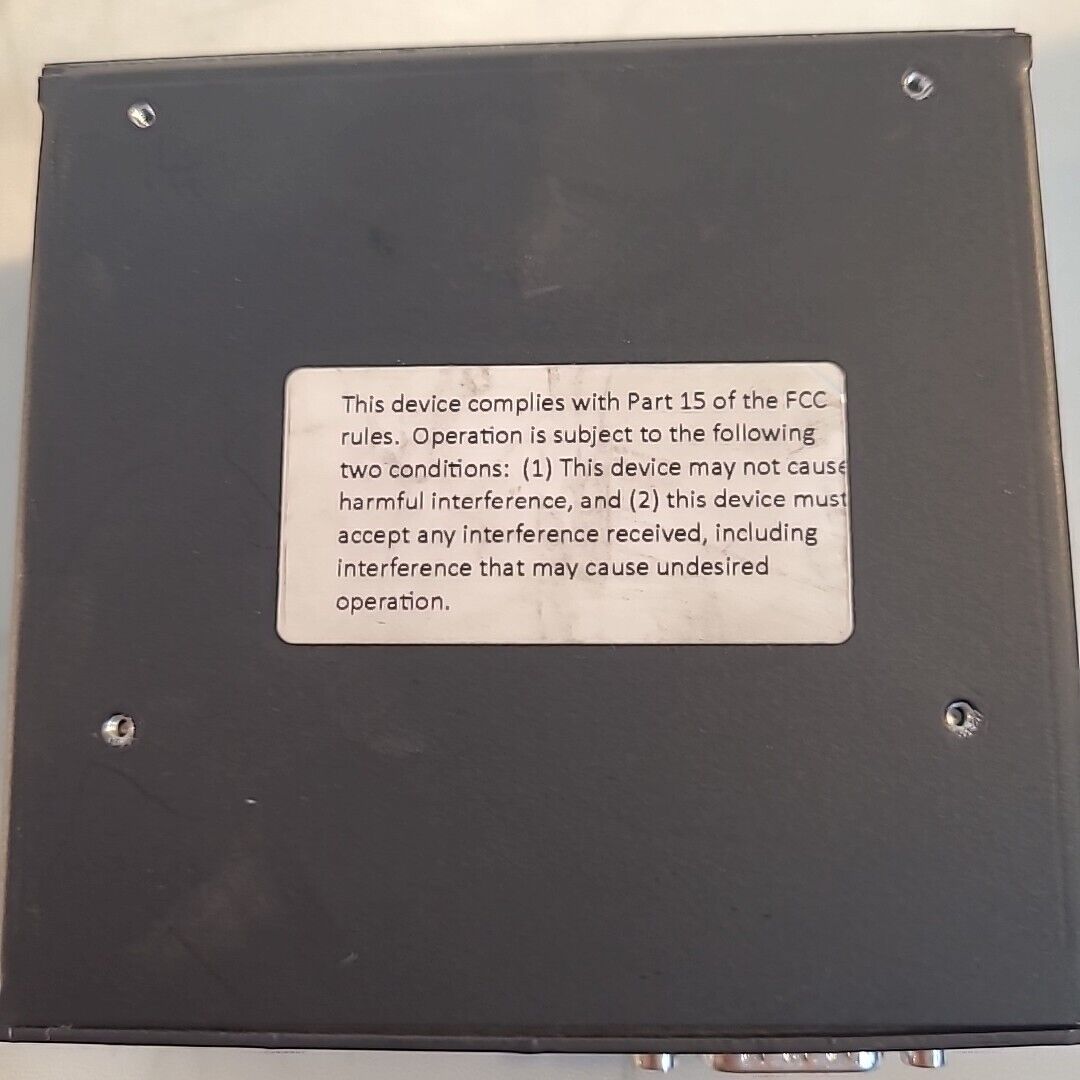 This device complies with Part 15 of the FCC
rules. Operation is subject to the following
two conditions: (1) This device may not cause
harmful interference, and (2) this device must
accept any interference received, including
interference that may cause undesired
operation.